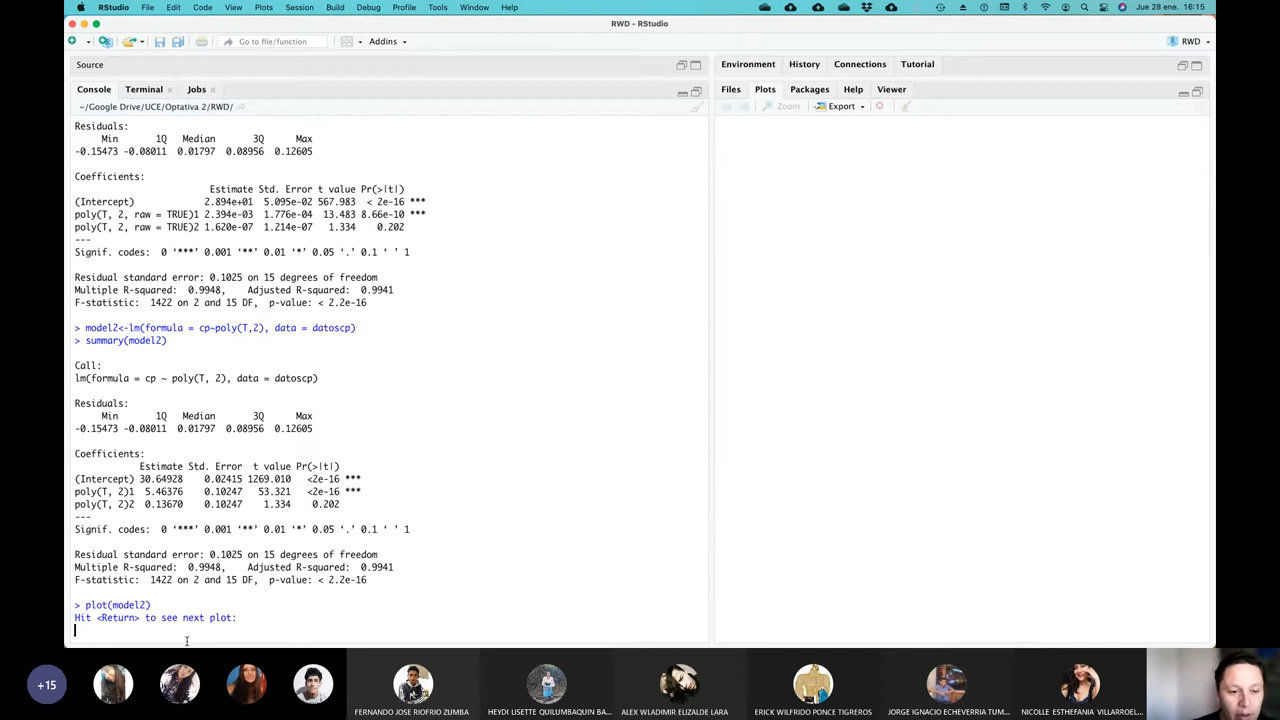 RStudio File Edit Code View Plots Session Build Debug Profile Tools Window Help
Jue 28 ene. 16:15
RWD - RStudio
Go to file/function
Addins
RWD
Source
Console Terminal Jobs
~/Google Drive/UCE/Optativa 2/RWD/
Residuals:
Min 1Q Median 3Q Max
-0.15473 -0.08011 0.01797 0.08956 0.12605
Coefficients:
Estimate Std. Error t value Pr(>|t|)
(Intercept) 2.894e+01 5.095e-02 567.983 < 2e-16 ***
poly(T, 2, raw = TRUE)1 2.394e-03 1.776e-04 13.483 8.66e-10 ***
poly(T, 2, raw = TRUE)2 1.620e-07 1.214e-07 1.334 0.202
---
Signif. codes: 0 ‘***’ 0.001 ‘**’ 0.01 ‘*’ 0.05 ‘.’ 0.1 ‘ ’ 1
Residual standard error: 0.1025 on 15 degrees of freedom
Multiple R-squared: 0.9948, Adjusted R-squared: 0.9941
F-statistic: 1422 on 2 and 15 DF, p-value: < 2.2e-16
> model2<-lm(formula = cp~poly(T,2), data = datoscp)
> summary(model2)
Call:
lm(formula = cp ~ poly(T, 2), data = datoscp)
Residuals:
Min 1Q Median 3Q Max
-0.15473 -0.08011 0.01797 0.08956 0.12605
Coefficients:
Estimate Std. Error t value Pr(>|t|)
(Intercept) 30.64928 0.02415 1269.010 <2e-16 ***
poly(T, 2)1 5.46376 0.10247 53.321 <2e-16 ***
poly(T, 2)2 0.13670 0.10247 1.334 0.202
---
Signif. codes: 0 ‘***’ 0.001 ‘**’ 0.01 ‘*’ 0.05 ‘.’ 0.1 ‘ ’ 1
Residual standard error: 0.1025 on 15 degrees of freedom
Multiple R-squared: 0.9948, Adjusted R-squared: 0.9941
F-statistic: 1422 on 2 and 15 DF, p-value: < 2.2e-16
> plot(model2)
Hit <Return> to see next plot:
Environment History Connections Tutorial
Files Plots Packages Help Viewer
Zoom Export
+15
FERNANDO JOSE RIOFRIO ZUMBA
HEYDI LISETTE QUILUMBAQUIN BA...
ALEX WLADIMIR ELIZALDE LARA
ERICK WILFRIDO PONCE TIGREROS
JORGE IGNACIO ECHEVERRIA TUM...
NICOLLE ESTHEFANIA VILLARROEL...